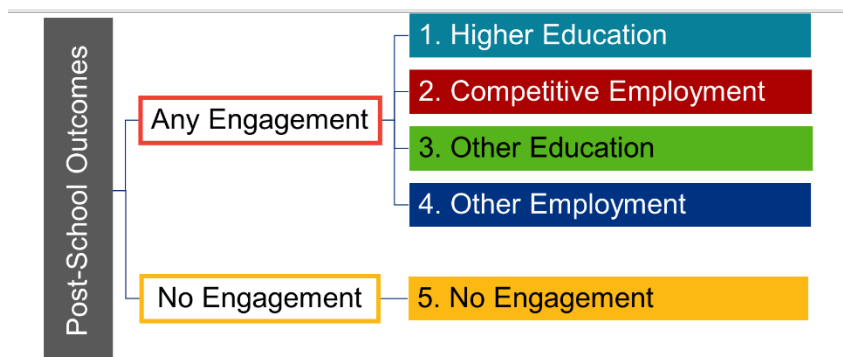 Post-School Outcomes
Any Engagement
1. Higher Education
2. Competitive Employment
3. Other Education
4. Other Employment
No Engagement
5. No Engagement